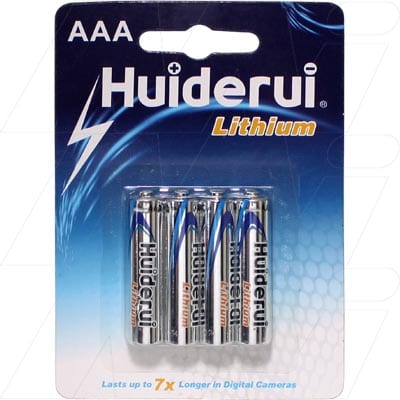 AAA
Huiderui®
Lithium
Huiderui
Lithium
Huiderui
Lithium
Lasts up to 7x Longer in Digital Cameras